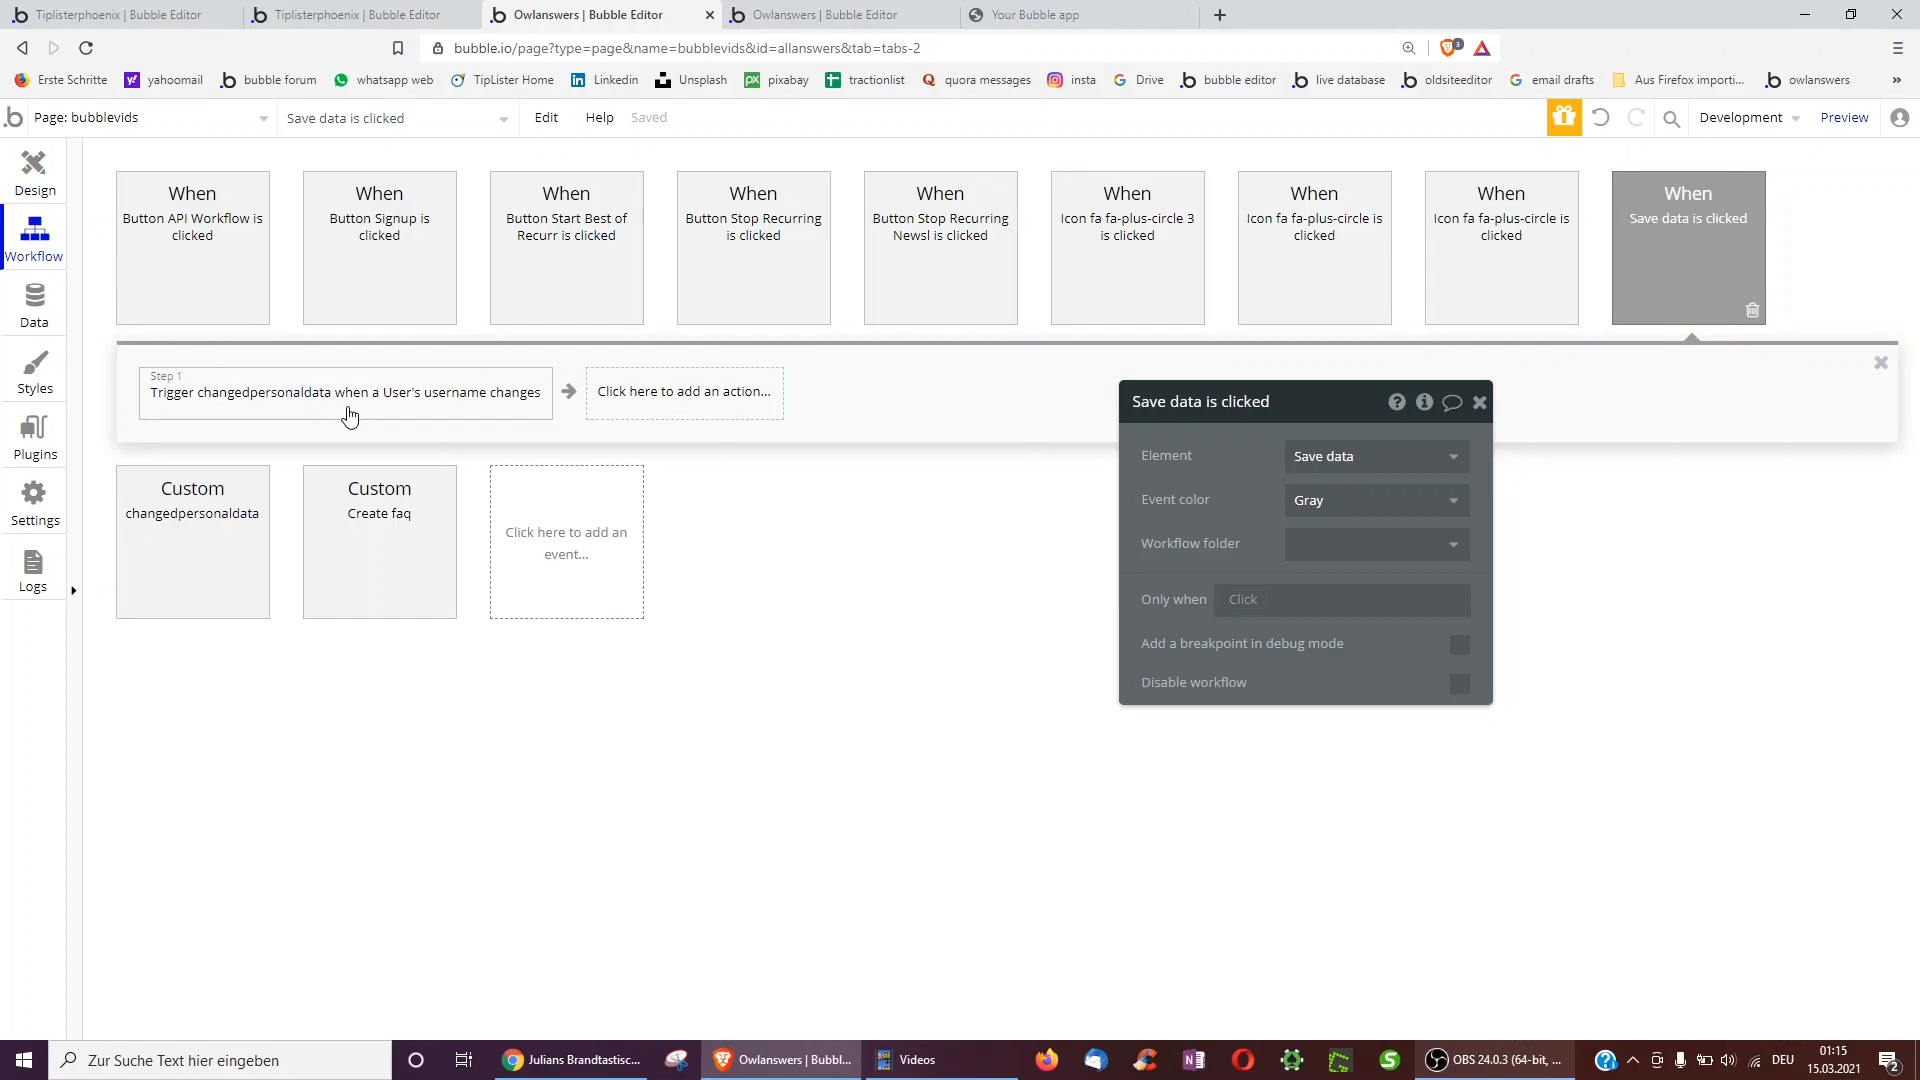 Tiplisterphoenix | Bubble Editor
Tiplisterphoenix | Bubble Editor
Owlanswers | Bubble Editor
Owlanswers | Bubble Editor
Your Bubble app
bubble.io/page?type=page&name=bubblevids&id=allanswers&tab=tabs-2
3
Erste Schritte
yahoomail
bubble forum
whatsapp web
TipLister Home
Linkedin
Unsplash
pixabay
tractionlist
quora messages
insta
Drive
bubble editor
live database
oldsiteeditor
email drafts
Aus Firefox importi...
owlanswers
Page: bubblevids
Save data is clicked
Edit
Help
Saved
Development
Preview
Design
Workflow
Data
Styles
Plugins
Settings
Logs
When
Button API Workflow is
clicked
When
Button Signup is
clicked
When
Button Start Best of
Recurr is clicked
When
Button Stop Recurring
is clicked
When
Button Stop Recurring
Newsl is clicked
When
Icon fa fa-plus-circle 3
is clicked
When
Icon fa fa-plus-circle is
clicked
When
Icon fa fa-plus-circle is
clicked
When
Save data is clicked
Step 1
Trigger changedpersonaldata when a User's username changes
Click here to add an action...
Custom
changedpersonaldata
Custom
Create faq
Click here to add an
event...
Save data is clicked
Element
Save data
Event color
Gray
Workflow folder
Only when
Click
Add a breakpoint in debug mode
Disable workflow
Zur Suche Text hier eingeben
Julians Brandtastisc...
Owlanswers | Bubbl...
Videos
OBS 24.0.3 (64-bit, ...
DEU
01:15
15.03.2021
2